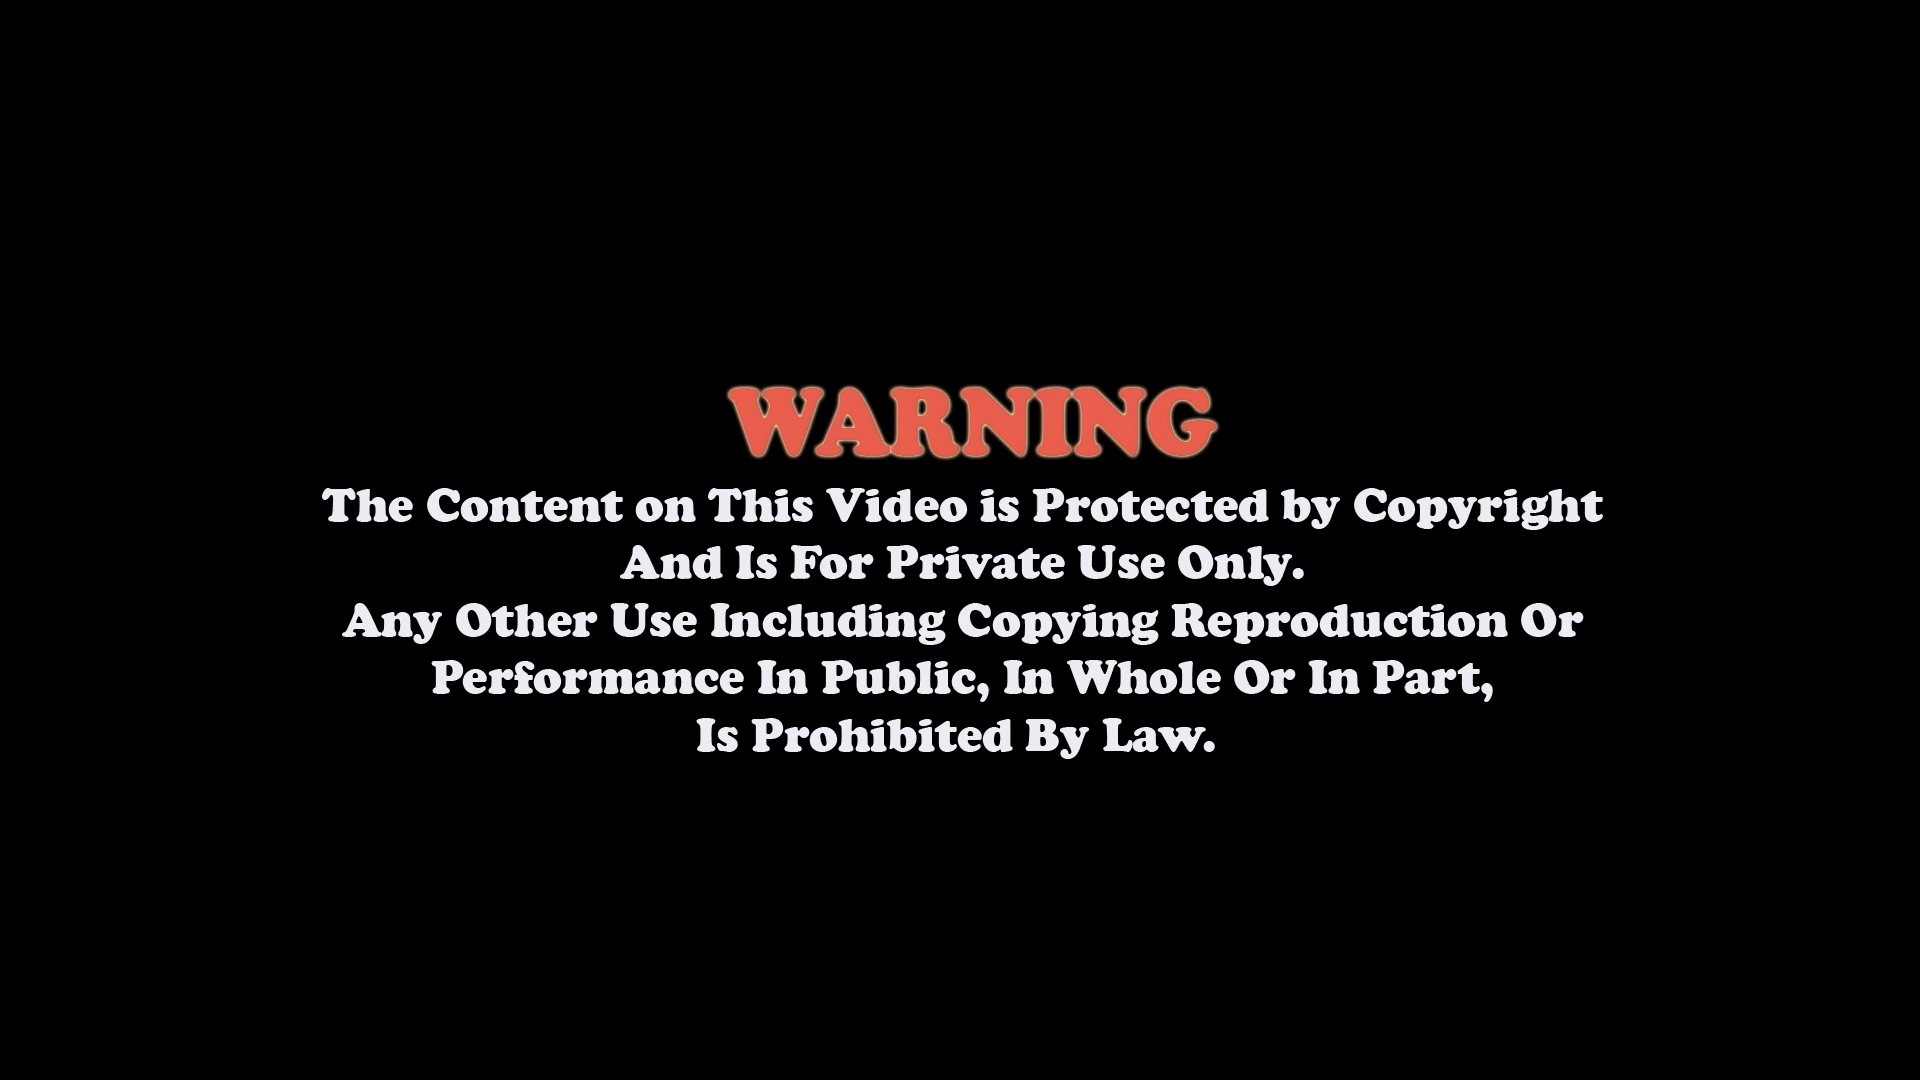 WARNING
The Content on This Video is Protected by Copyright
And Is For Private Use Only.
Any Other Use Including Copying Reproduction Or
Performance In Public, In Whole Or In Part,
Is Prohibited By Law.